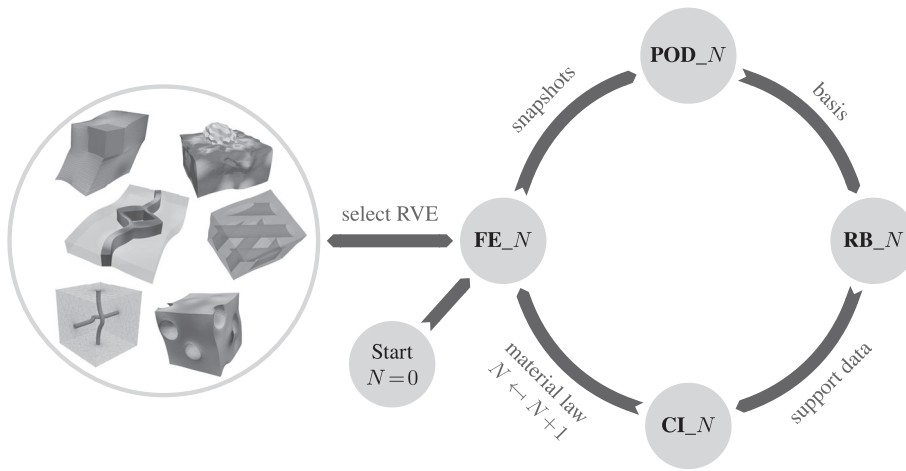 POD_N
snapshots
basis
select RVE
FE_N
RB_N
Start
N = 0
material law
N ↤ N+1
support data
CI_N